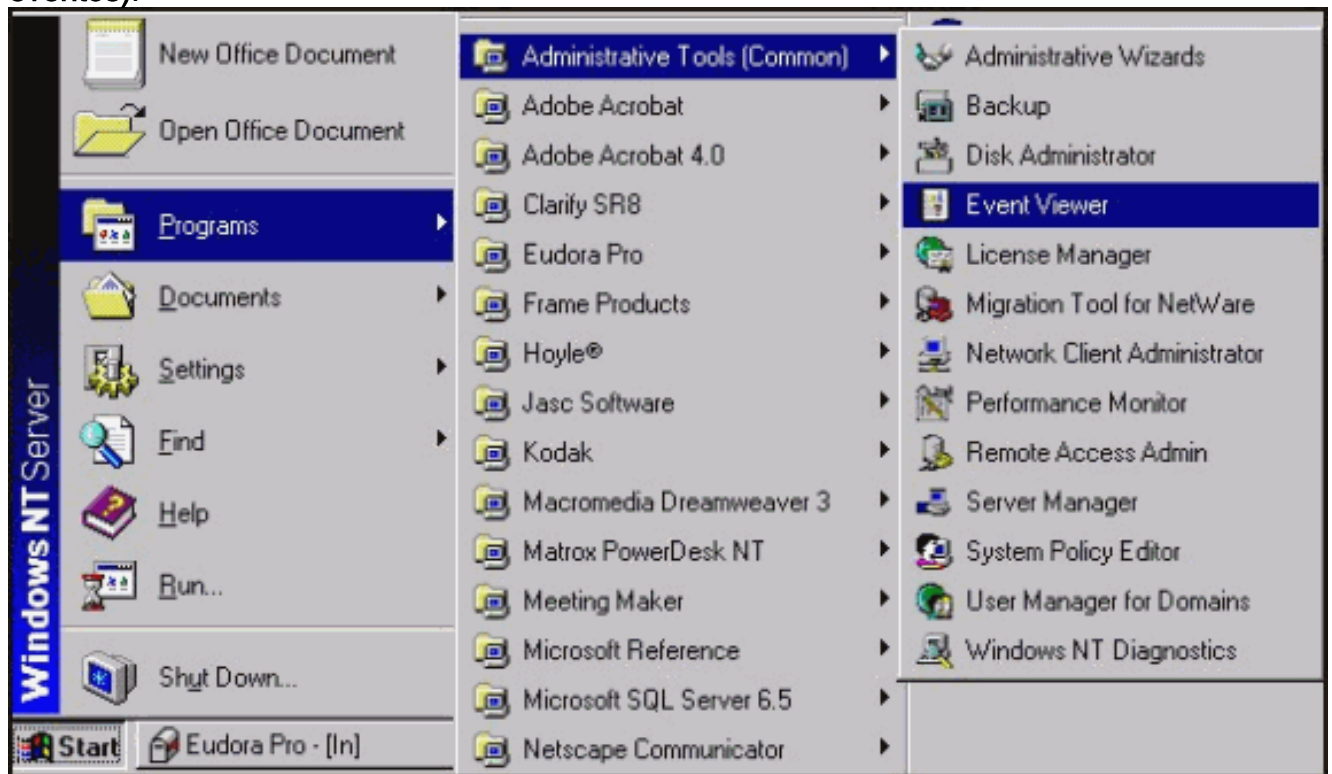 eventos).
New Office Document
Open Office Document
Programs
Documents
Settings
Find
Help
Run...
Shut Down...
Windows NT Server
Start
Eudora Pro - [In]
Administrative Tools (Common)
Adobe Acrobat
Adobe Acrobat 4.0
Clarify SR8
Eudora Pro
Frame Products
Hoyle®
Jasc Software
Kodak
Macromedia Dreamweaver 3
Matrox PowerDesk NT
Meeting Maker
Microsoft Reference
Microsoft SQL Server 6.5
Netscape Communicator
Administrative Wizards
Backup
Disk Administrator
Event Viewer
License Manager
Migration Tool for NetWare
Network Client Administrator
Performance Monitor
Remote Access Admin
Server Manager
System Policy Editor
User Manager for Domains
Windows NT Diagnostics